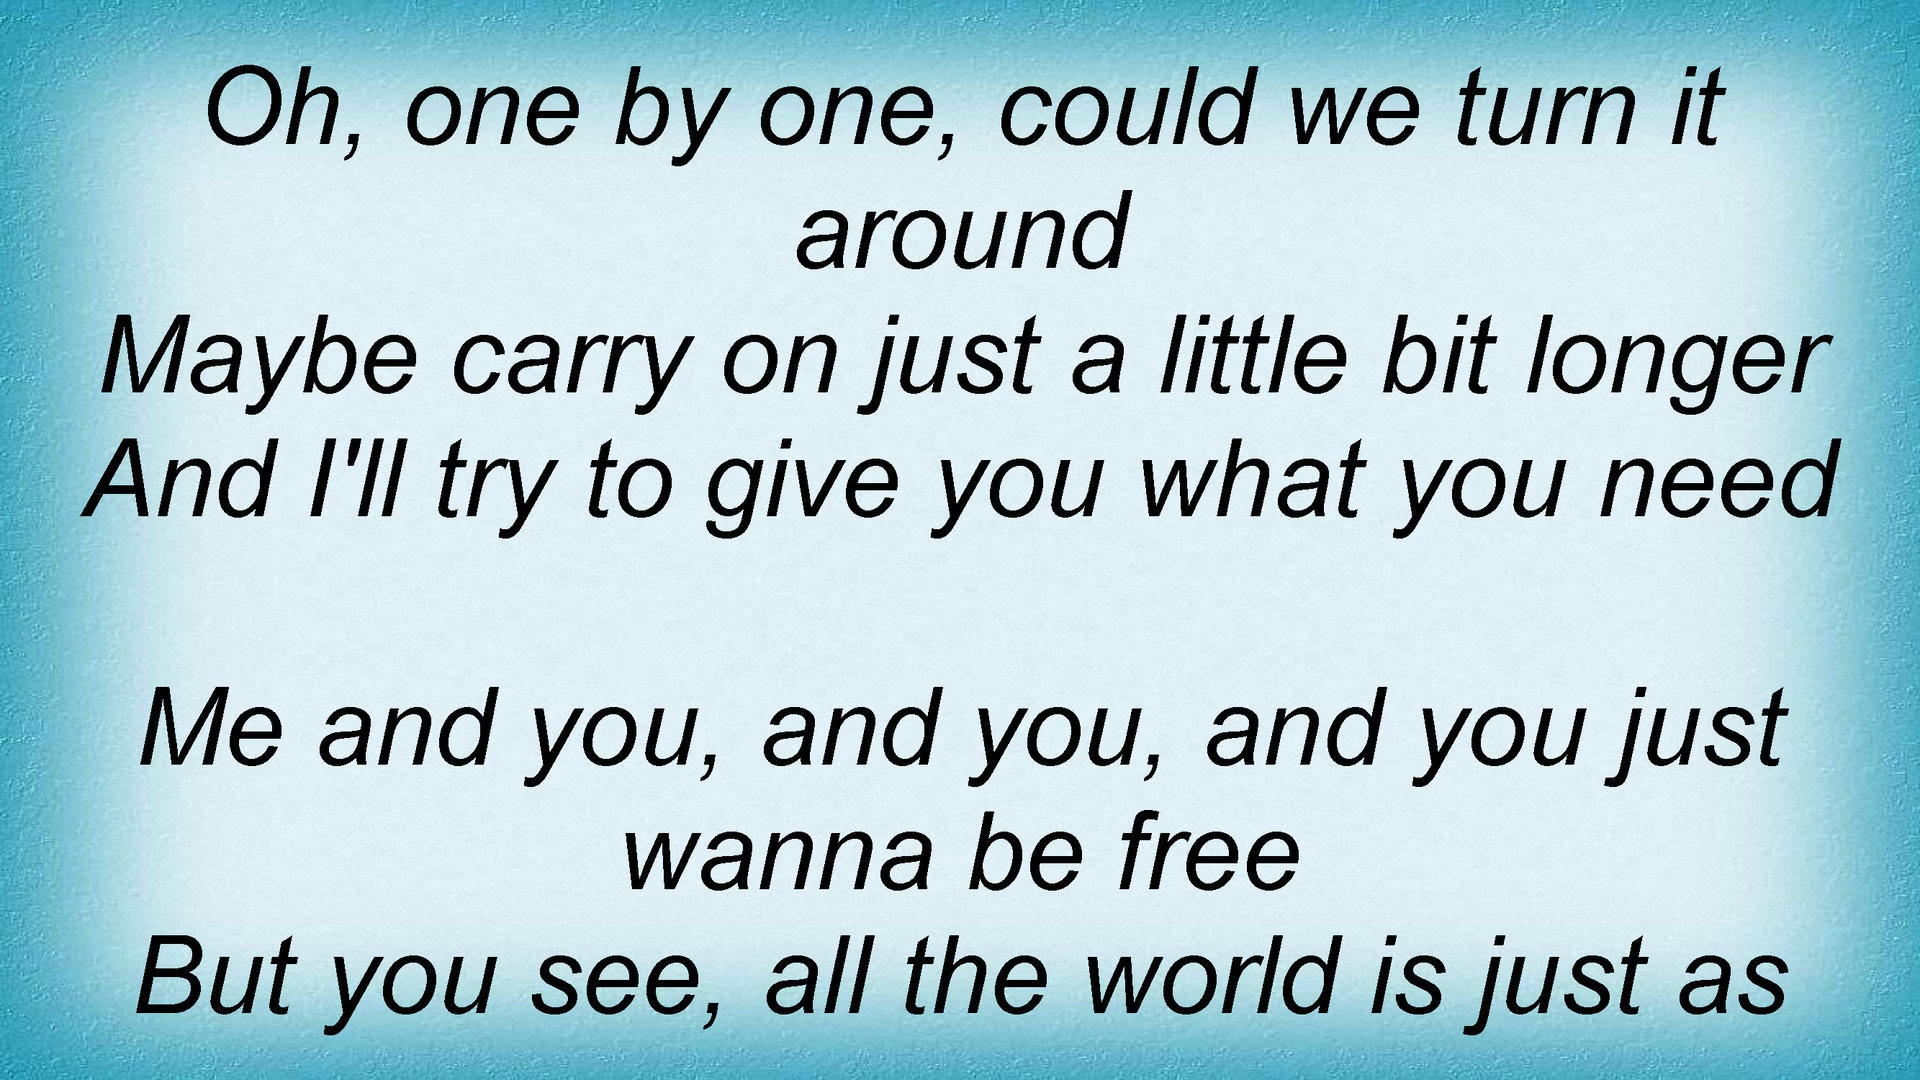 Oh, one by one, could we turn it
around
Maybe carry on just a little bit longer
And I'll try to give you what you need
Me and you, and you, and you just
wanna be free
But you see, all the world is just as